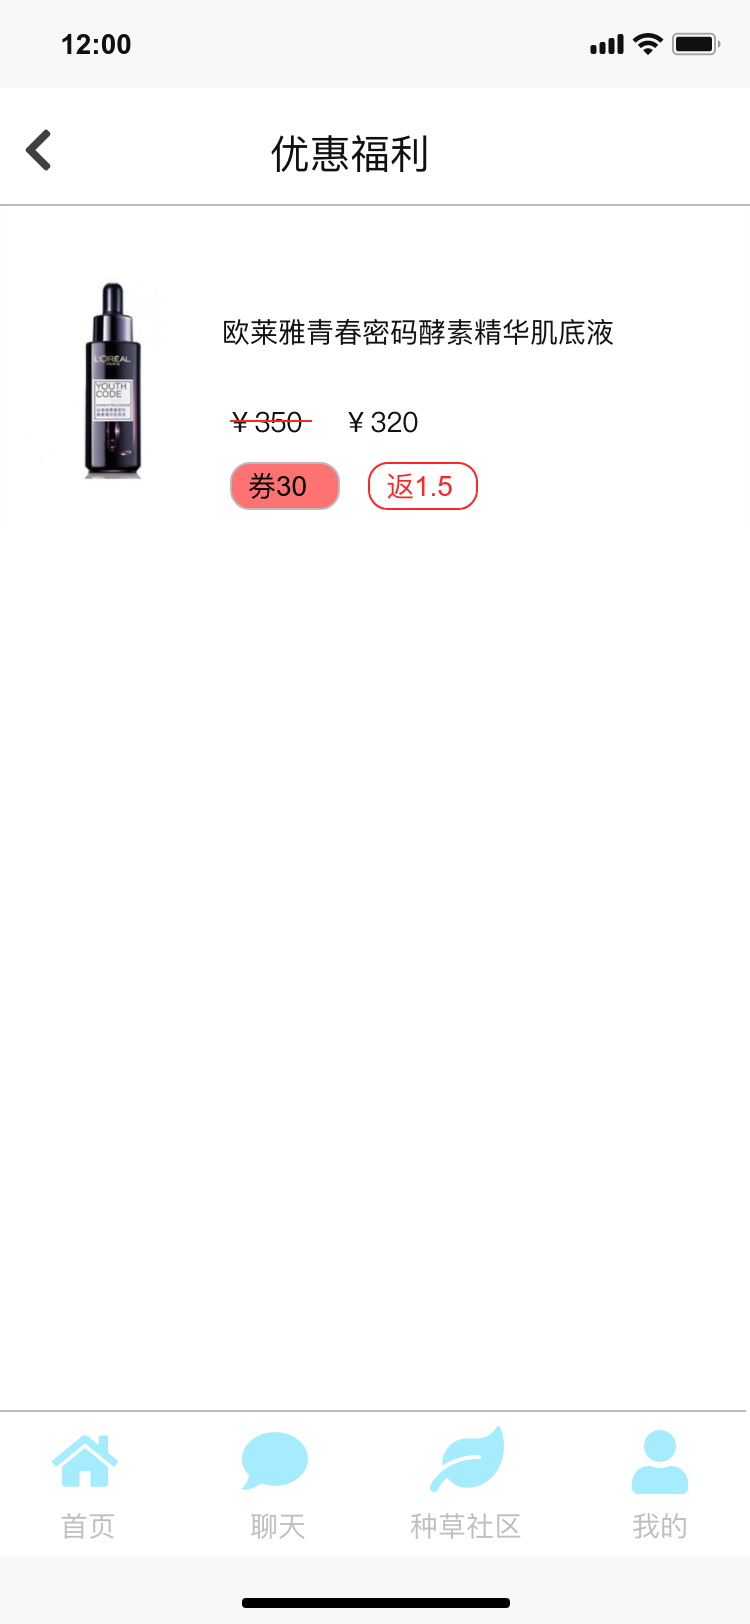 12:00
优惠福利
L'ORÉAL
PARIS
YOUTH
CODE
欧莱雅青春密码酵素精华肌底液
¥ 350 ¥ 320
券30 返1.5
首页 聊天 种草社区 我的